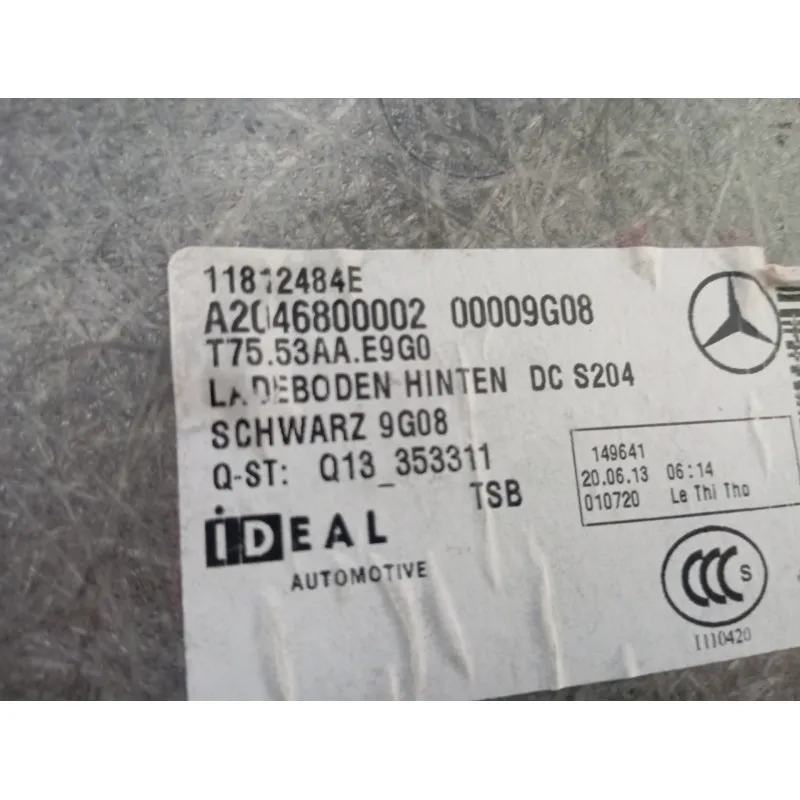 11812484E
A2046800002 00009G08
T75.53AA.E9G0
LADEBODEN HINTEN DC S204
SCHWARZ 9G08
Q-ST: Q13_353311
TSB
149641
20.06.13 06:14
010720 Le Thi Tho
iDEAL
AUTOMOTIVE
CCC S
1110420